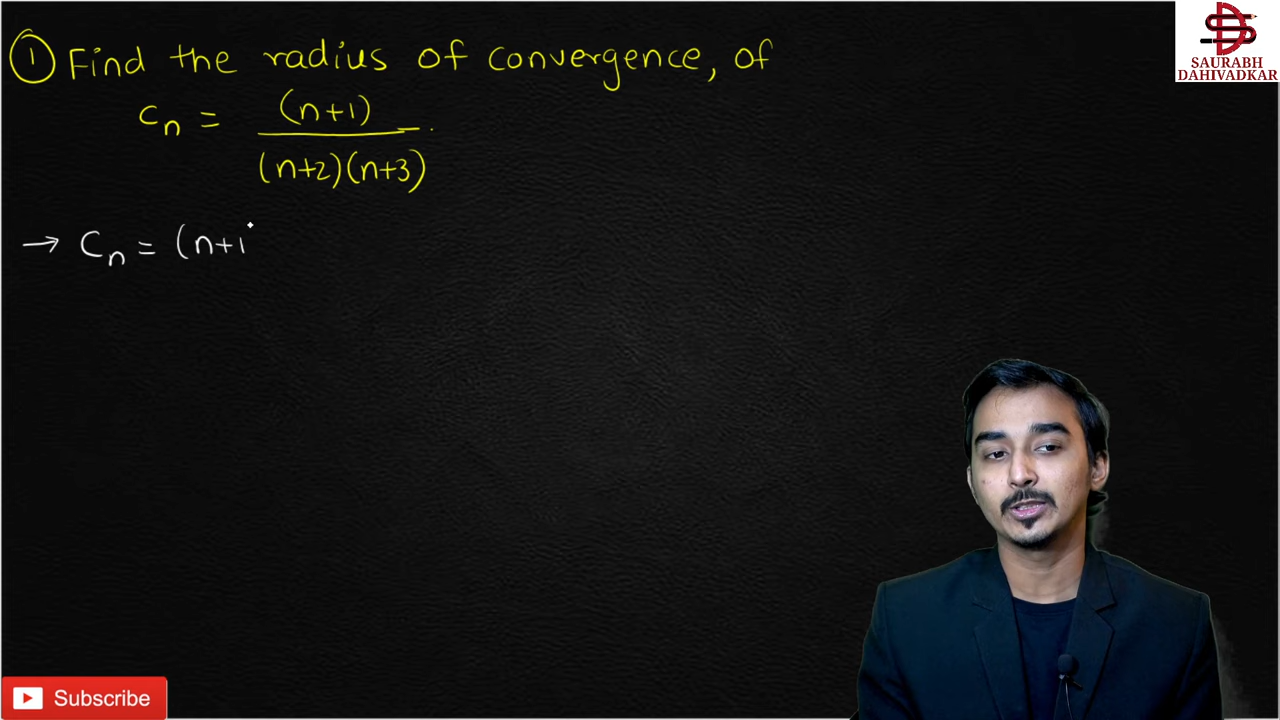 ① Find the radius of convergence, of
Cn = (n+1)
(n+2)(n+3)
→ Cn = (n+1
SAURABH
DAHIVADKAR
Subscribe